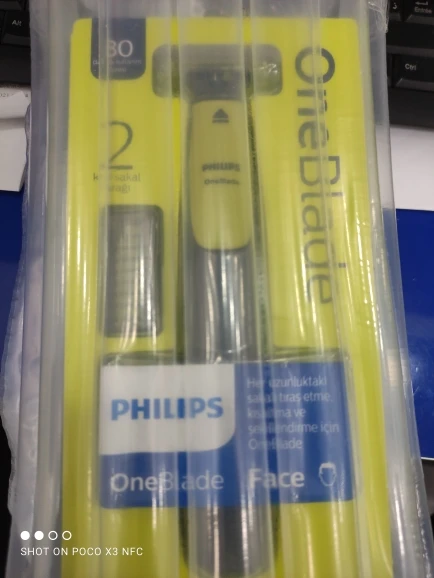 30
OneBlade
2
PHILIPS
OneBlade
PHILIPS
Her uzunluktaki
sakalı tıraş etme,
kısaltma ve
şekillendirme için
OneBlade
OneBlade Face
SHOT ON POCO X3 NFC